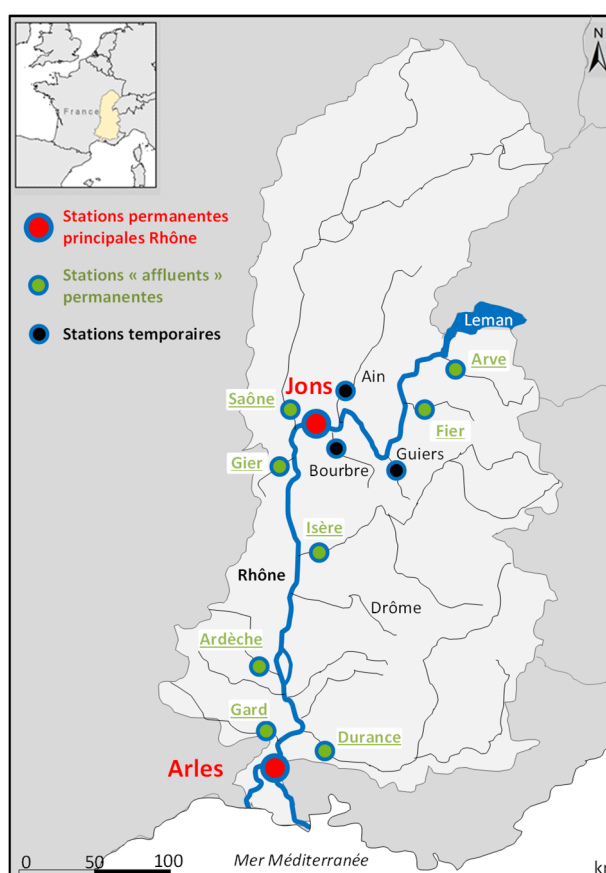 N
France
Stations permanentes
principales Rhône
Stations « affluents »
permanentes
Stations temporaires
Leman
Arve
Ain
Jons
Saône
Fier
Gier
Bourbre
Guiers
Isère
Rhône
Drôme
Ardèche
Gard
Durance
Arles
0 50 100
Mer Méditerranée
km